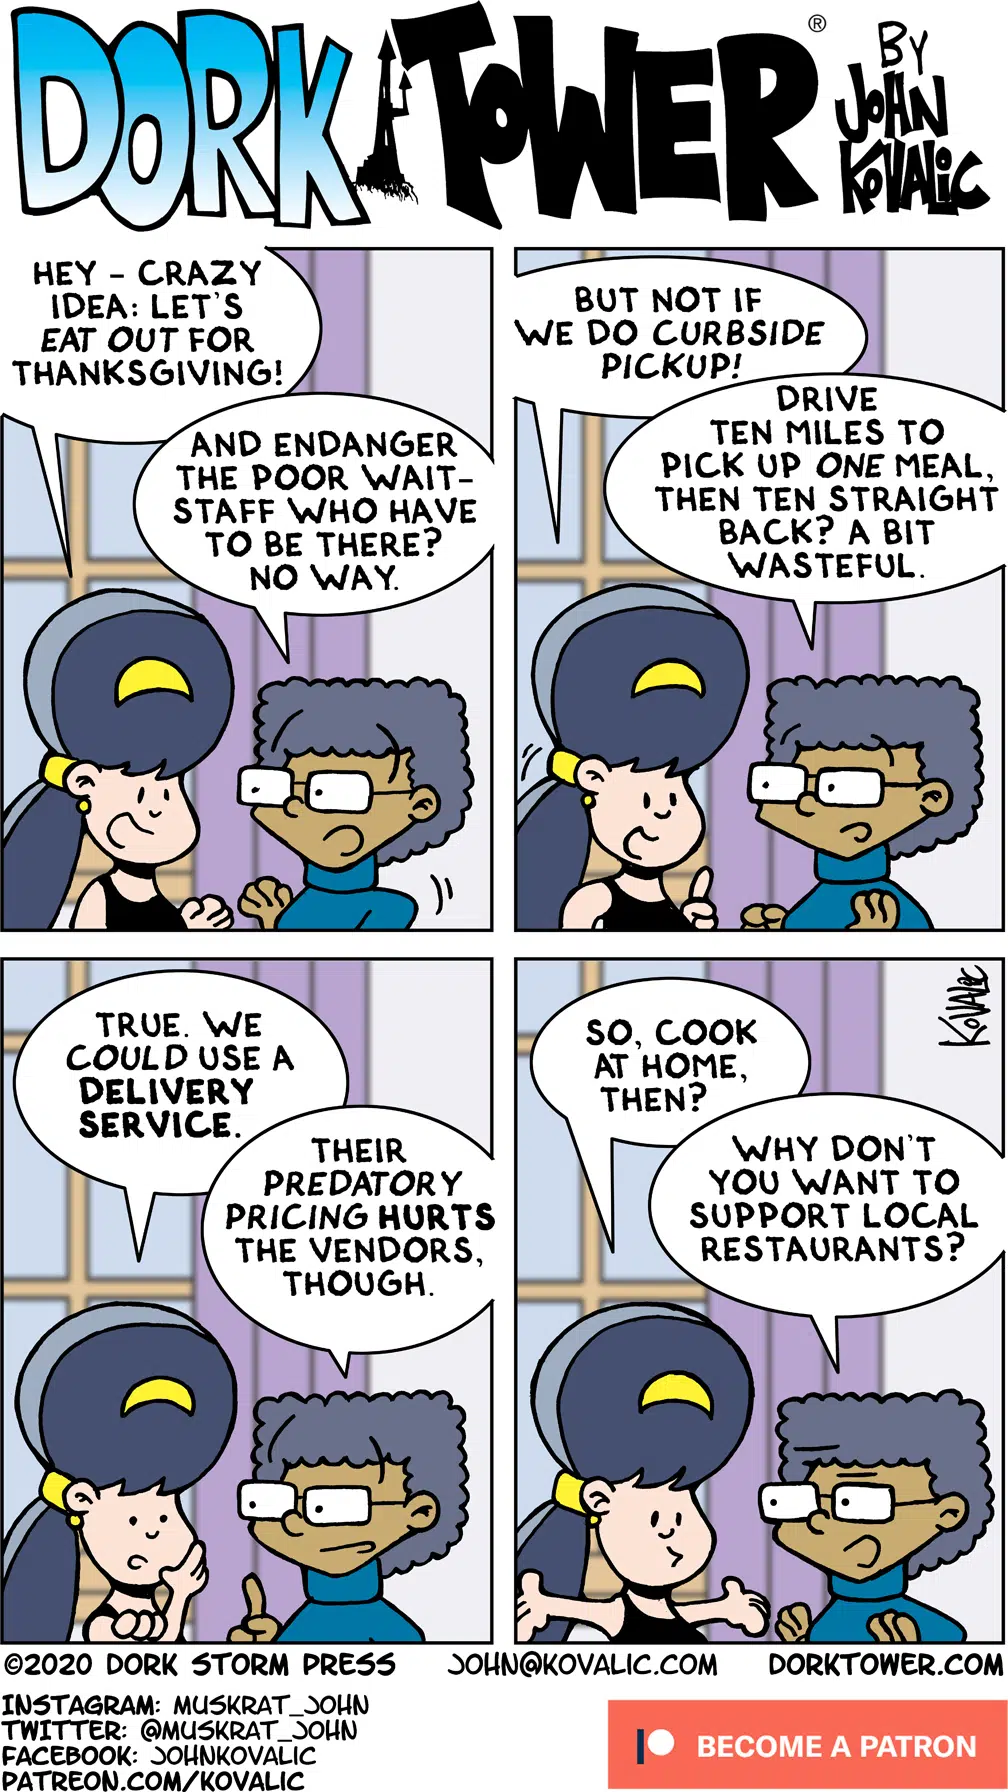 DORK TOWER®
BY
JOHN
KOVALIC
HEY – CRAZY
IDEA: LET'S
EAT OUT FOR
THANKSGIVING!
AND ENDANGER
THE POOR WAIT–
STAFF WHO HAVE
TO BE THERE?
NO WAY.
BUT NOT IF
WE DO CURBSIDE
PICKUP!
DRIVE
TEN MILES TO
PICK UP ONE MEAL,
THEN TEN STRAIGHT
BACK? A BIT
WASTEFUL.
TRUE. WE
COULD USE A
DELIVERY
SERVICE.
THEIR
PREDATORY
PRICING HURTS
THE VENDORS,
THOUGH.
SO, COOK
AT HOME,
THEN?
WHY DON'T
YOU WANT TO
SUPPORT LOCAL
RESTAURANTS?
KOVALIC
©2020 DORK STORM PRESS JOHN@KOVALIC.COM DORKTOWER.COM
INSTAGRAM: MUSKRAT_JOHN
TWITTER: @MUSKRAT_JOHN
FACEBOOK: JOHNKOVALIC
PATREON.COM/KOVALIC
BECOME A PATRON